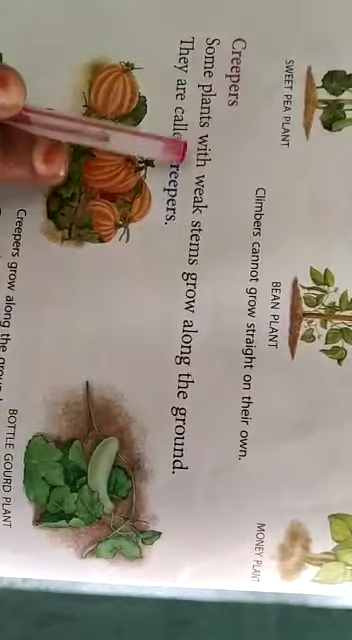 SWEET PEA PLANT
BEAN PLANT
MONEY PLANT
Climbers cannot grow straight on their own.
Creepers
Some plants with weak stems grow along the ground.
They are calle reepers.
BOTTLE GOURD PLANT
Creepers grow along the